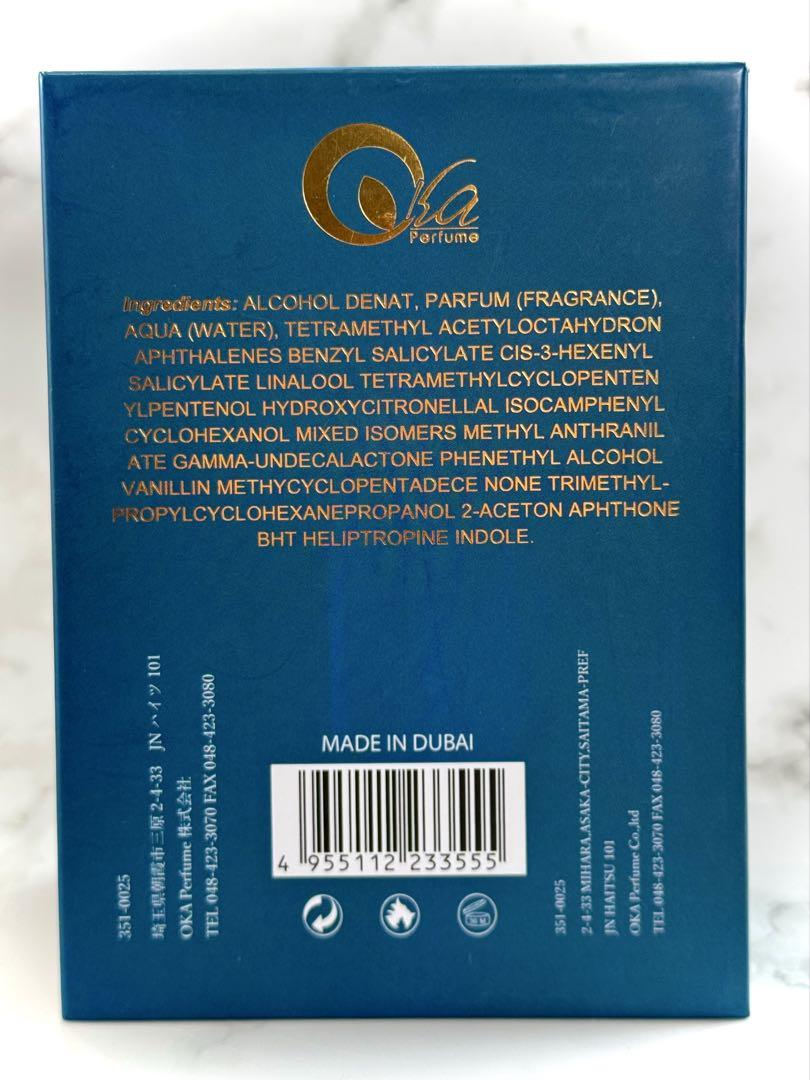 Oka
Perfume
Ingredients: ALCOHOL DENAT, PARFUM (FRAGRANCE),
AQUA (WATER), TETRAMETHYL ACETYLOCTAHYDRON
APHTHALENES BENZYL SALICYLATE CIS-3-HEXENYL
SALICYLATE LINALOOL TETRAMETHYLCYCLOPENTEN
YLPENTENOL HYDROXYCITRONELLAL ISOCAMPHENYL
CYCLOHEXANOL MIXED ISOMERS METHYL ANTHRANIL
ATE GAMMA-UNDECALACTONE PHENETHYL ALCOHOL
VANILLIN METHYCYCLOPENTADECE NONE TRIMETHYL-
PROPYLCYCLOHEXANEPROPANOL 2-ACETON APHTHONE
BHT HELIPTROPINE INDOLE.
351-0025
埼玉県朝霞市三原 2-4-33 JN ハイツ 101
OKA Perfume 株式会社
TEL 048-423-3070 FAX 048-423-3080
MADE IN DUBAI
4 955112 233555
351-0025
2-4-33 MIHARA,ASAKA-CITY,SAITAMA-PREF
JN HAITSU 101
OKA Perfume Co.,ltd
TEL 048-423-3070 FAX 048-423-3080